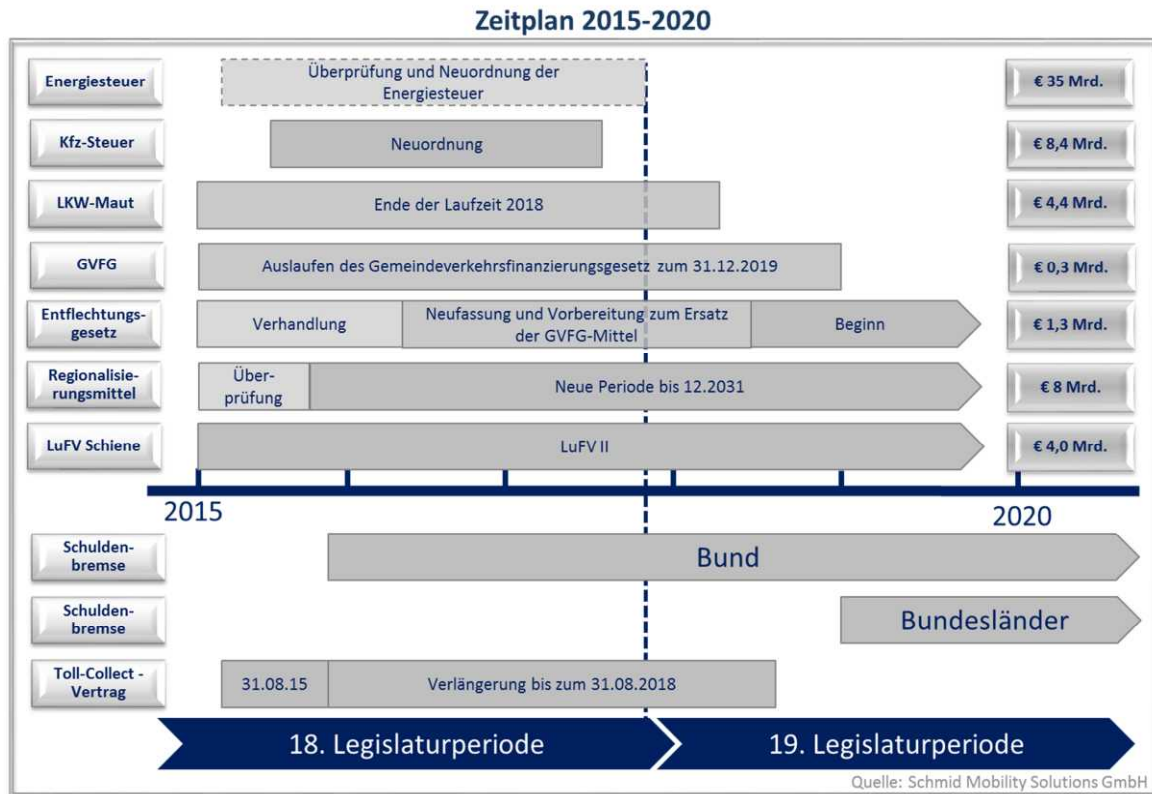 Zeitplan 2015-2020
Energiesteuer
Überprüfung und Neuordnung der
Energiesteuer
€ 35 Mrd.
Kfz-Steuer
Neuordnung
€ 8,4 Mrd.
LKW-Maut
Ende der Laufzeit 2018
€ 4,4 Mrd.
GVFG
Auslaufen des Gemeindeverkehrsfinanzierungsgesetz zum 31.12.2019
€ 0,3 Mrd.
Entflechtungs-
gesetz
Verhandlung
Neufassung und Vorbereitung zum Ersatz
der GVFG-Mittel
Beginn
€ 1,3 Mrd.
Regionalisie-
rungsmittel
Über-
prüfung
Neue Periode bis 12.2031
€ 8 Mrd.
LuFV Schiene
LuFV II
€ 4,0 Mrd.
2015
2020
Schulden-
bremse
Bund
Schulden-
bremse
Bundesländer
Toll-Collect -
Vertrag
31.08.15
Verlängerung bis zum 31.08.2018
18. Legislaturperiode
19. Legislaturperiode
Quelle: Schmid Mobility Solutions GmbH